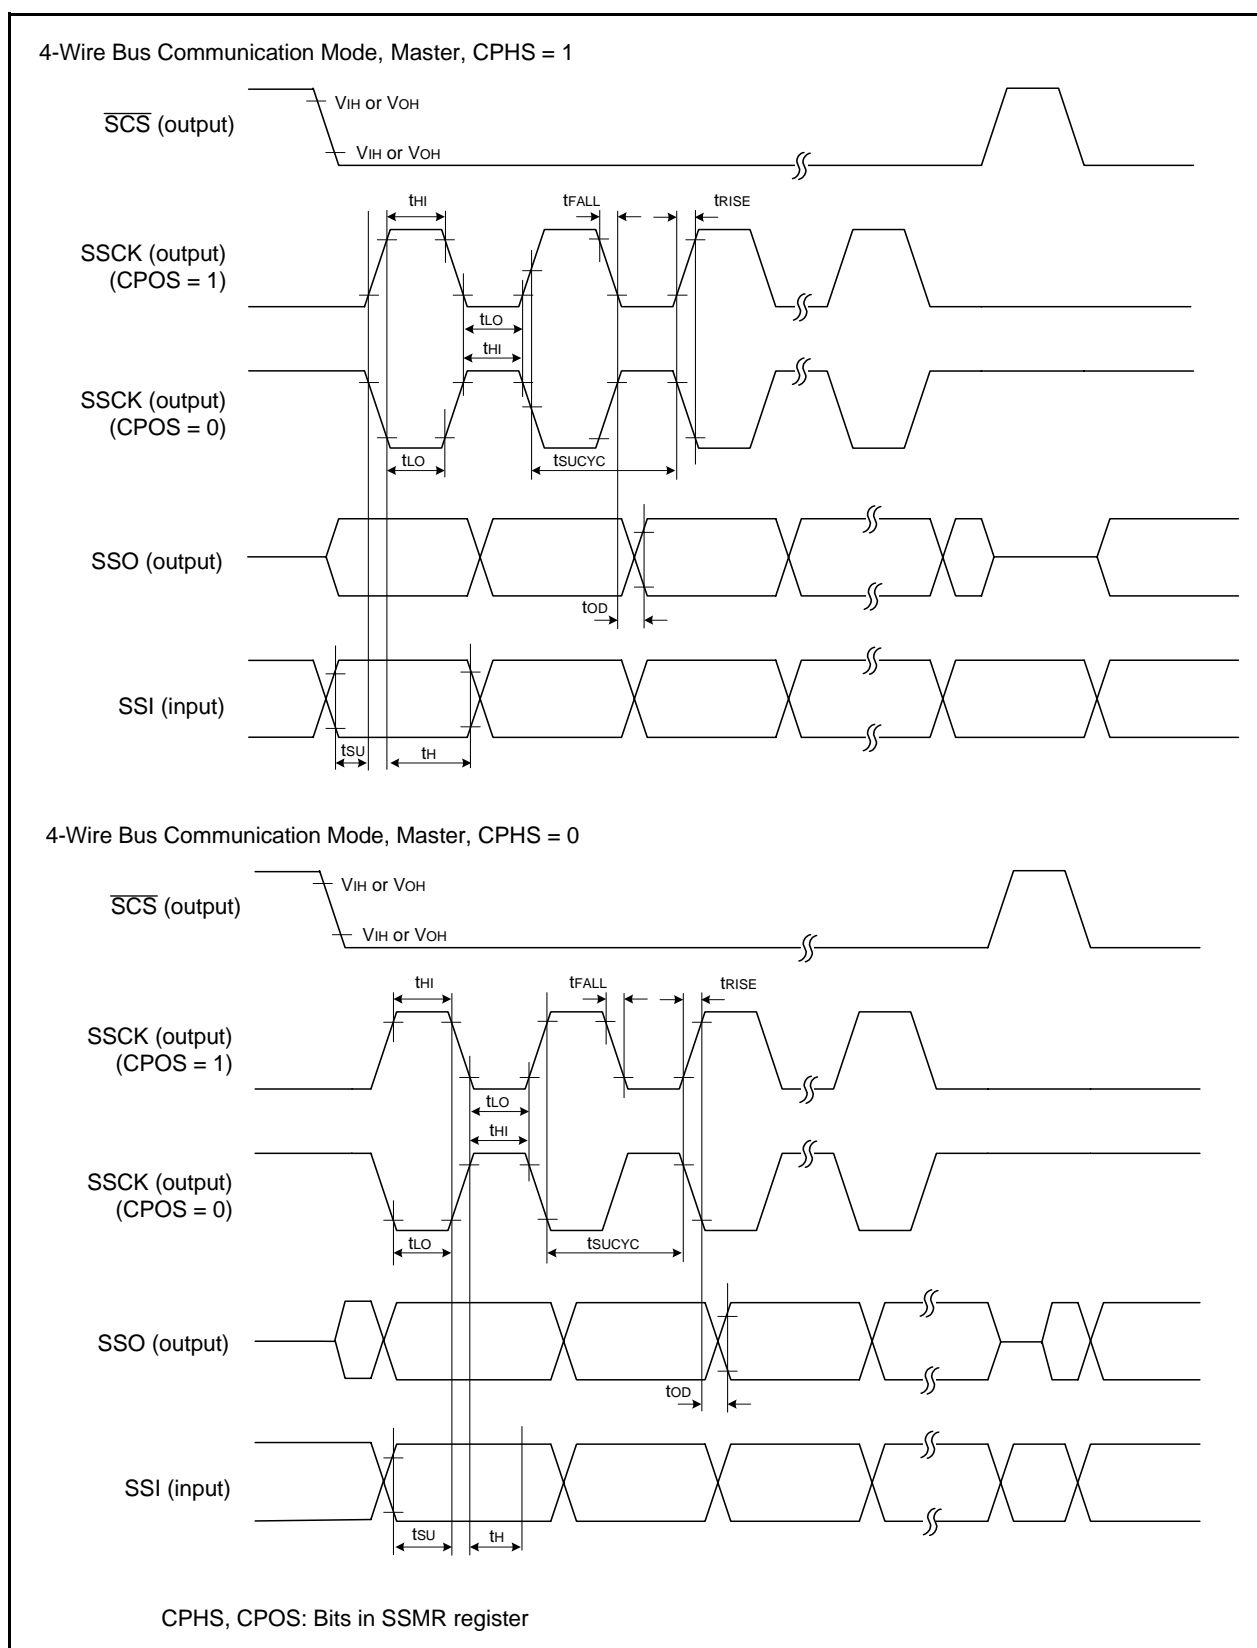 4-Wire Bus Communication Mode, Master, CPHS = 1
VIH or VOH
SCS (output)
VIH or VOH
tHI
tFALL
tRISE
SSCK (output)
(CPOS = 1)
tLO
tHI
SSCK (output)
(CPOS = 0)
tLO
tSUCYC
SSO (output)
tOD
SSI (input)
tSU
tH
4-Wire Bus Communication Mode, Master, CPHS = 0
VIH or VOH
SCS (output)
VIH or VOH
tHI
tFALL
tRISE
SSCK (output)
(CPOS = 1)
tLO
tHI
SSCK (output)
(CPOS = 0)
tLO
tSUCYC
SSO (output)
tOD
SSI (input)
tSU
tH
CPHS, CPOS: Bits in SSMR register